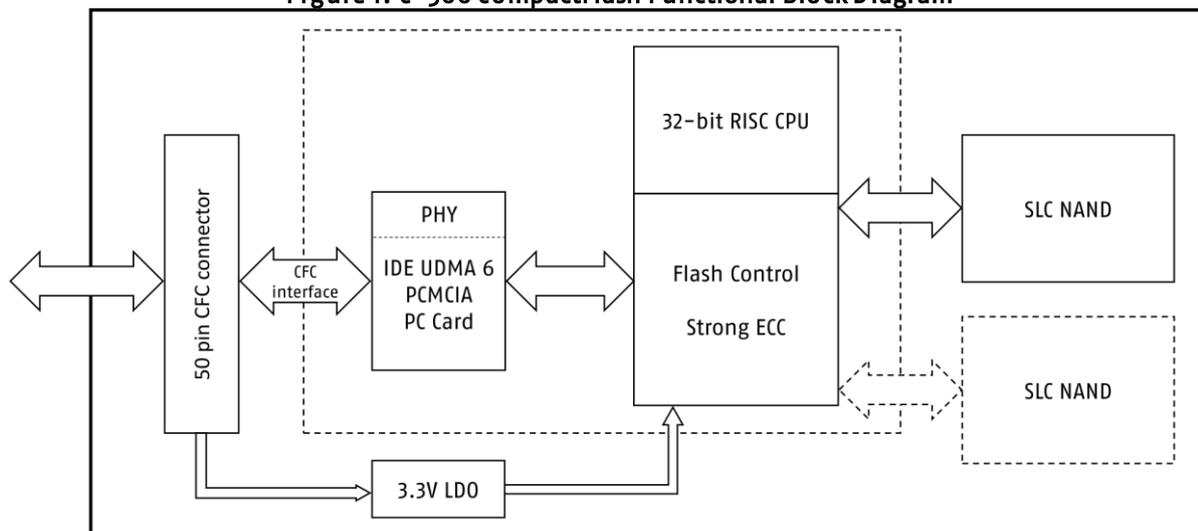 32-bit RISC CPU
50 pin CFC connector
CFC
interface
PHY
IDE UDMA 6
PCMCIA
PC Card
Flash Control
Strong ECC
SLC NAND
SLC NAND
3.3V LDO